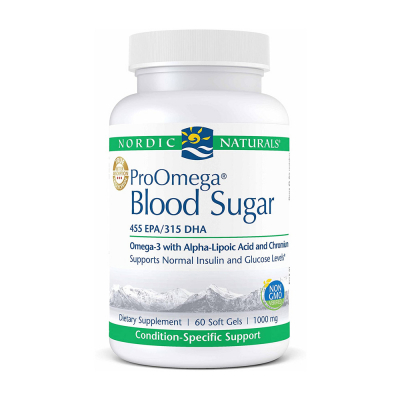 NORDIC NATURALS®
ProOmega®
Blood Sugar
455 EPA/315 DHA
Omega-3 with Alpha-Lipoic Acid and Chromium
Supports Normal Insulin and Glucose Levels*
NON
GMO
Dietary Supplement | 60 Soft Gels | 1000 mg
Condition-Specific Support